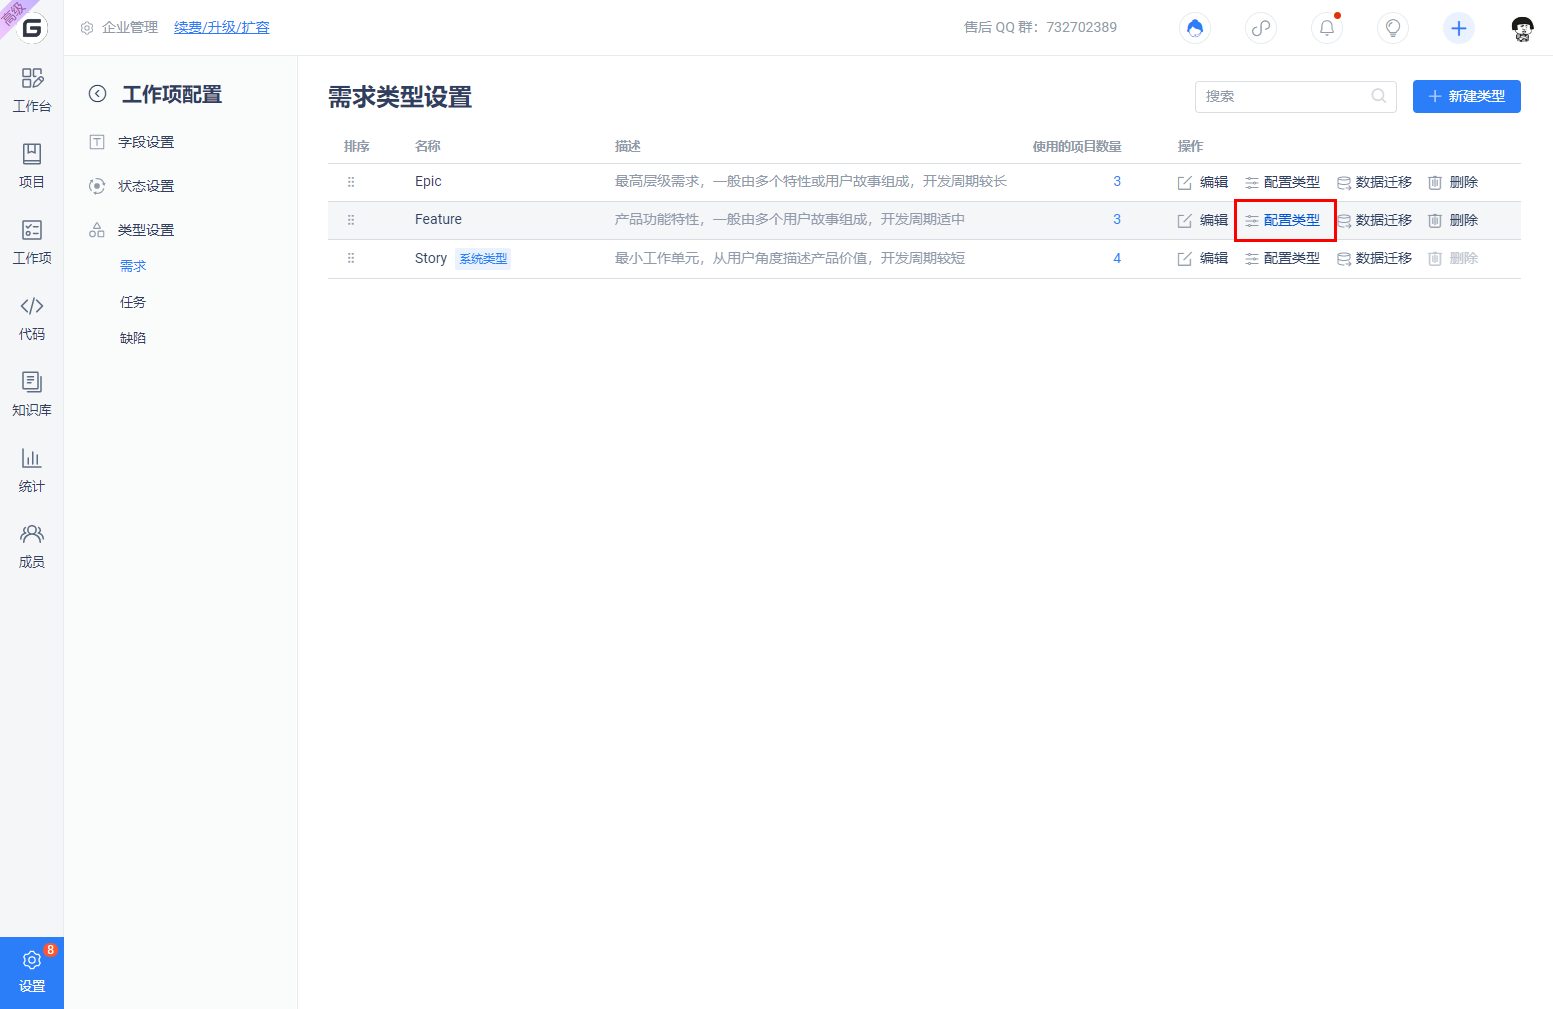 高级
企业管理 续费/升级/扩容 售后 QQ 群：732702389
工作台
项目
工作项
代码
知识库
统计
成员
8
设置
工作项配置
字段设置
状态设置
类型设置
需求
任务
缺陷
需求类型设置
搜索
新建类型
排序 名称 描述 使用的项目数量 操作
Epic 最高层级需求，一般由多个特性或用户故事组成，开发周期较长 3 编辑 配置类型 数据迁移 删除
Feature 产品功能特性，一般由多个用户故事组成，开发周期适中 3 编辑 配置类型 数据迁移 删除
Story 系统类型 最小工作单元，从用户角度描述产品价值，开发周期较短 4 编辑 配置类型 数据迁移 删除